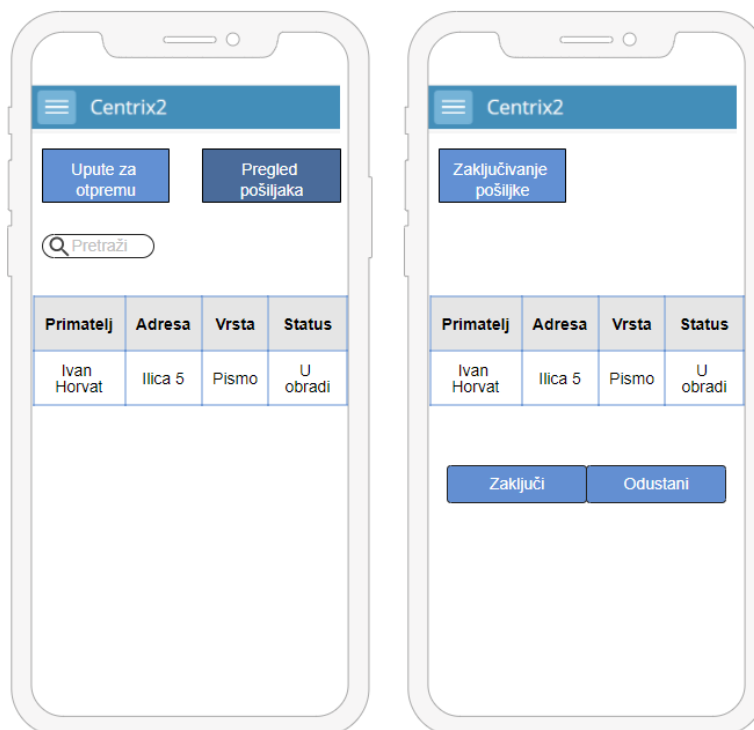 Centrix2
Upute za
otpremu
Pregled
pošiljaka
Pretraži
Primatelj Adresa Vrsta Status
Ivan
Horvat
Ilica 5
Pismo
U
obradi
Centrix2
Zaključivanje
pošiljke
Primatelj Adresa Vrsta Status
Ivan
Horvat
Ilica 5
Pismo
U
obradi
Zaključi Odustani